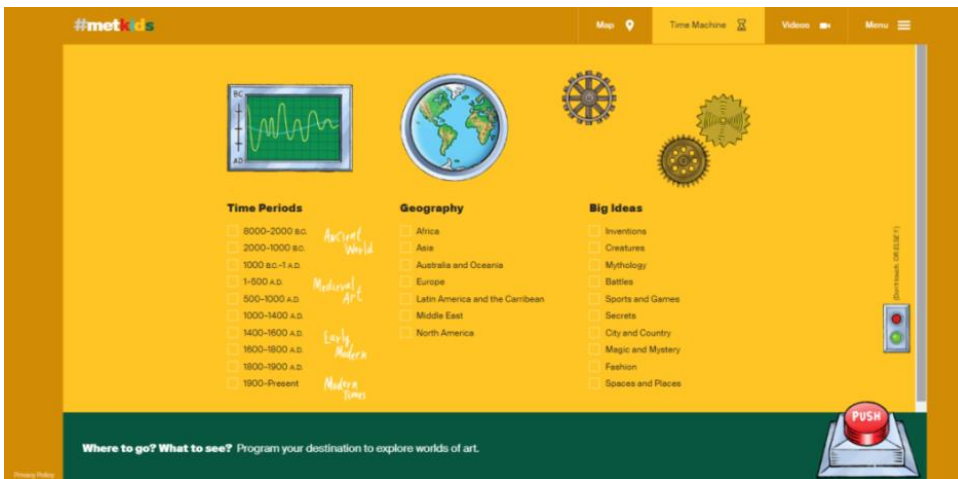 #metkids
Map
Time Machine
Videos
Menu
BC
AD
Time Periods
8000–2000 B.C.
2000–1000 B.C.
1000 B.C.–1 A.D.
1–500 A.D.
500–1000 A.D.
1000–1400 A.D.
1400–1600 A.D.
1600–1800 A.D.
1800–1900 A.D.
1900–Present
Ancient
World
Medieval
Art
Early
Modern
Modern
Times
Geography
Africa
Asia
Australia and Oceania
Europe
Latin America and the Carribean
Middle East
North America
Big Ideas
Inventions
Creatures
Mythology
Battles
Sports and Games
Secrets
City and Country
Magic and Mystery
Fashion
Spaces and Places
(Don't touch OR ELSE!!)
PUSH
Where to go? What to see? Program your destination to explore worlds of art.
Privacy Policy